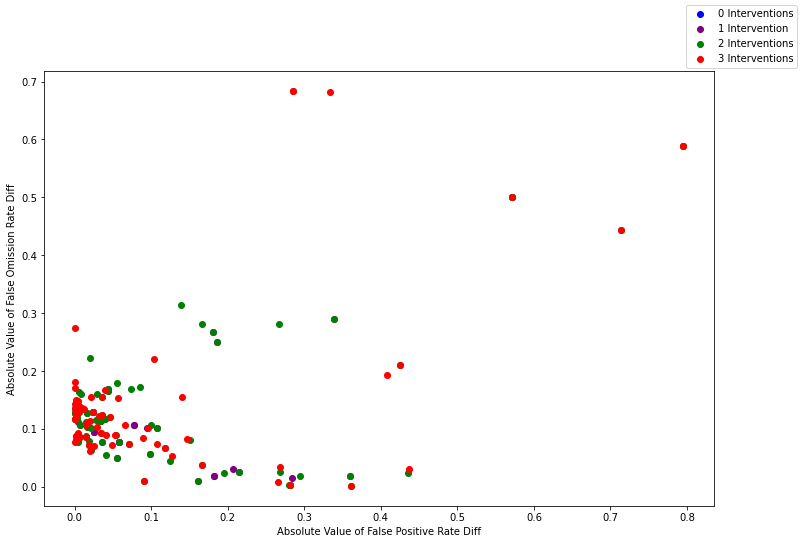 0 Interventions
1 Intervention
2 Interventions
3 Interventions
0.7
0.6
0.5
0.4
0.3
0.2
0.1
0.0
Absolute Value of False Omission Rate Diff
0.0 0.1 0.2 0.3 0.4 0.5 0.6 0.7 0.8
Absolute Value of False Positive Rate Diff